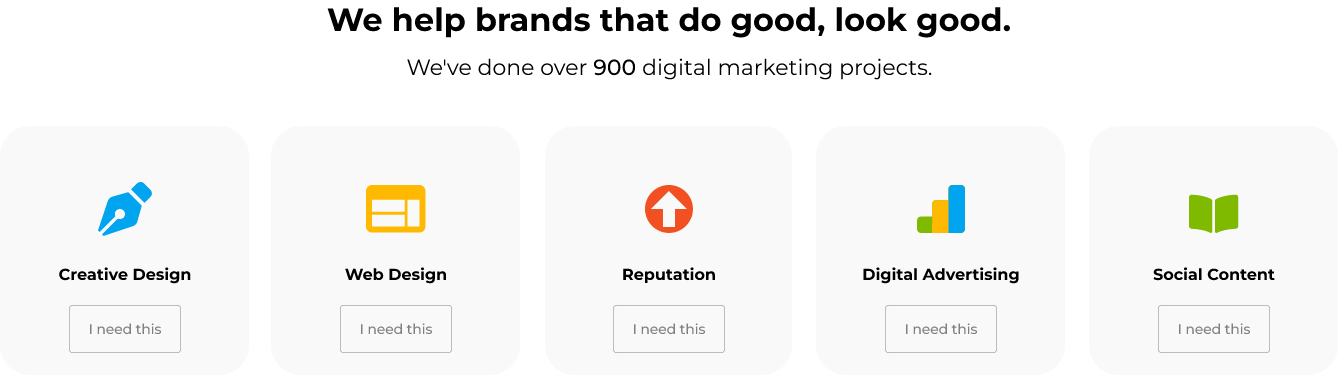 We help brands that do good, look good.
We've done over 900 digital marketing projects.
Creative Design
I need this
Web Design
I need this
Reputation
I need this
Digital Advertising
I need this
Social Content
I need this